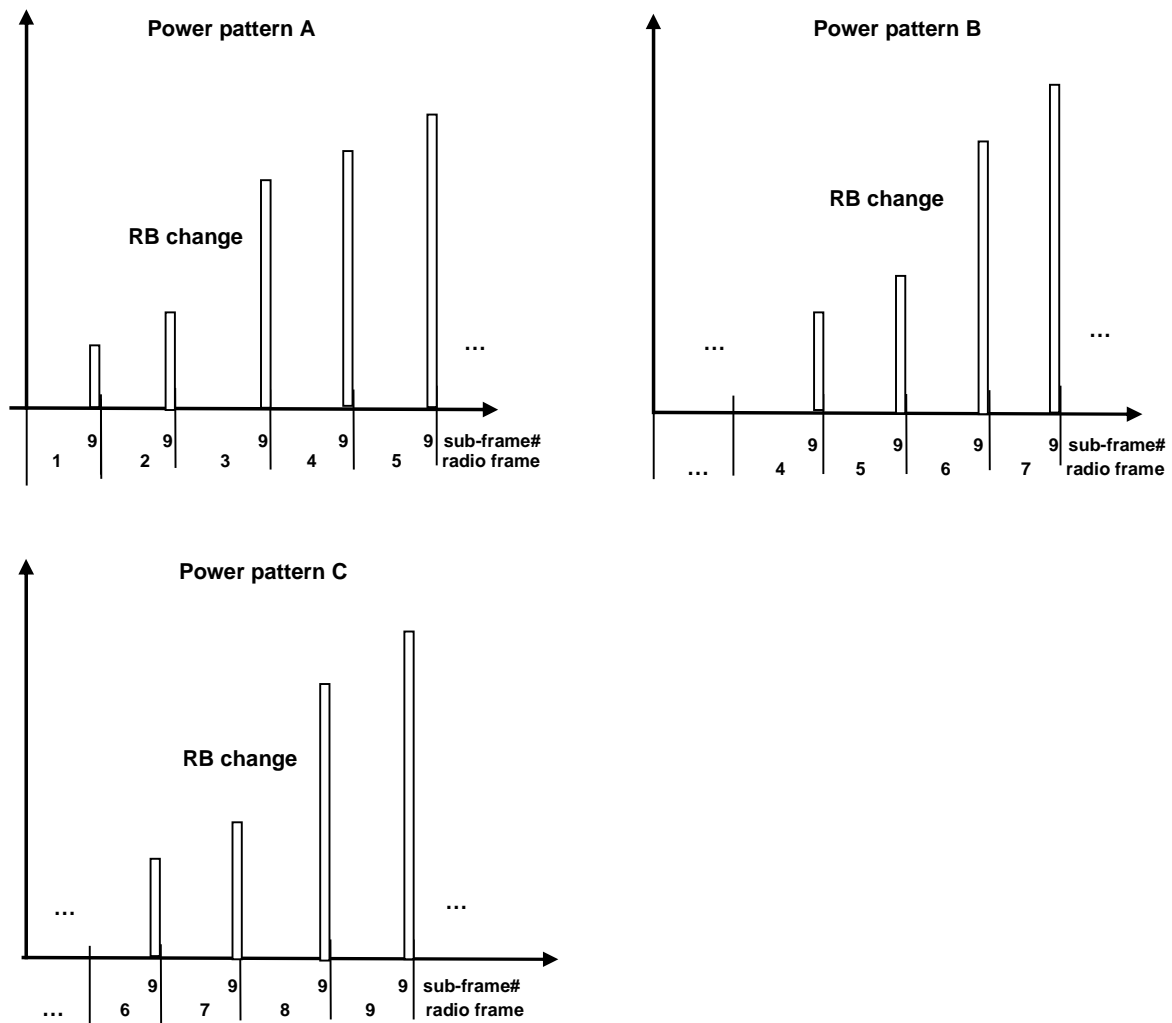 Power pattern A
RB change
...
9 9 9 9 9 sub-frame#
1 2 3 4 5 radio frame
Power pattern B
RB change
... ...
9 9 9 9 sub-frame#
... 4 5 6 7 radio frame
Power pattern C
RB change
... ...
9 9 9 9 sub-frame#
... 6 7 8 9 radio frame